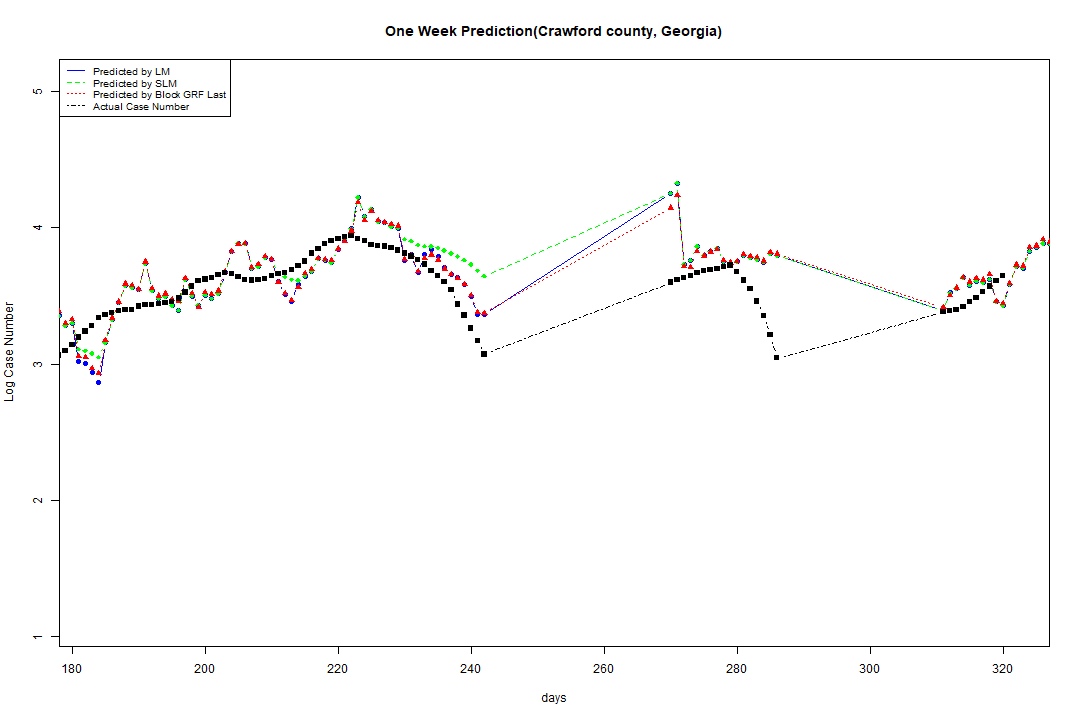 One Week Prediction(Crawford county, Georgia)
Predicted by LM
Predicted by SLM
Predicted by Block GRF Last
Actual Case Number
5
4
3
2
1
Log Case Number
180 200 220 240 260 280 300 320
days